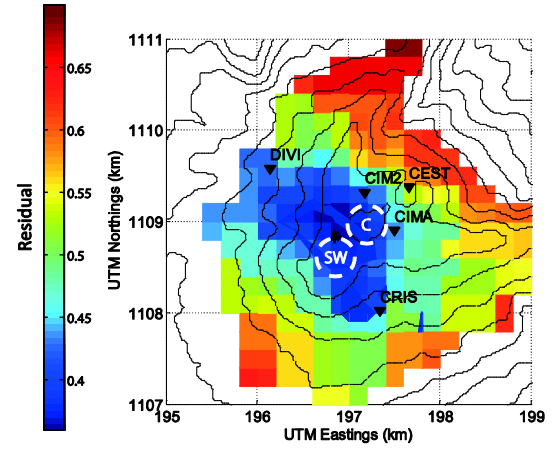 Residual
0.65
0.6
0.55
0.5
0.45
0.4
UTM Northings (km)
1111
1110
1109
1108
1107
DIVI
CIM2
CEST
CIMA
C
SW
CRIS
195
196
197
198
199
UTM Eastings (km)